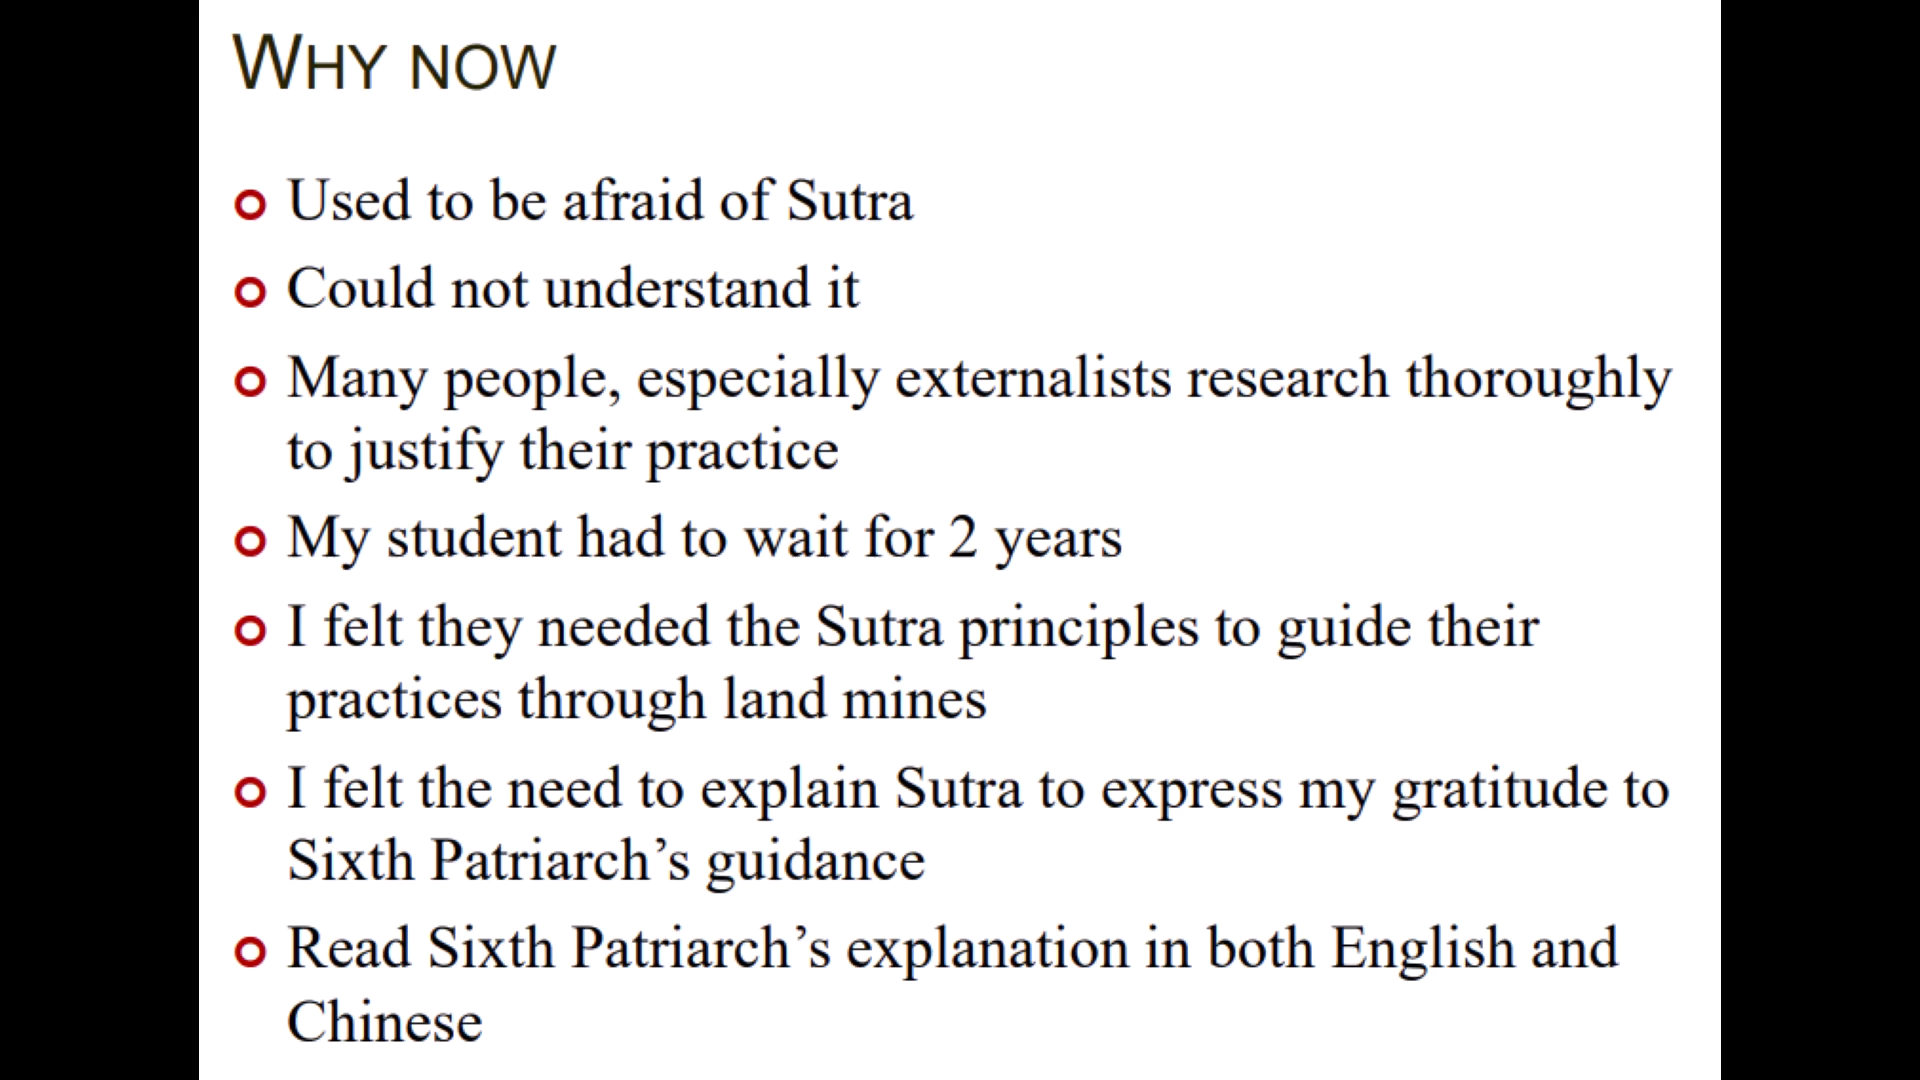 WHY NOW
Used to be afraid of Sutra
Could not understand it
Many people, especially externalists research thoroughly
to justify their practice
My student had to wait for 2 years
I felt they needed the Sutra principles to guide their
practices through land mines
I felt the need to explain Sutra to express my gratitude to
Sixth Patriarch’s guidance
Read Sixth Patriarch’s explanation in both English and
Chinese